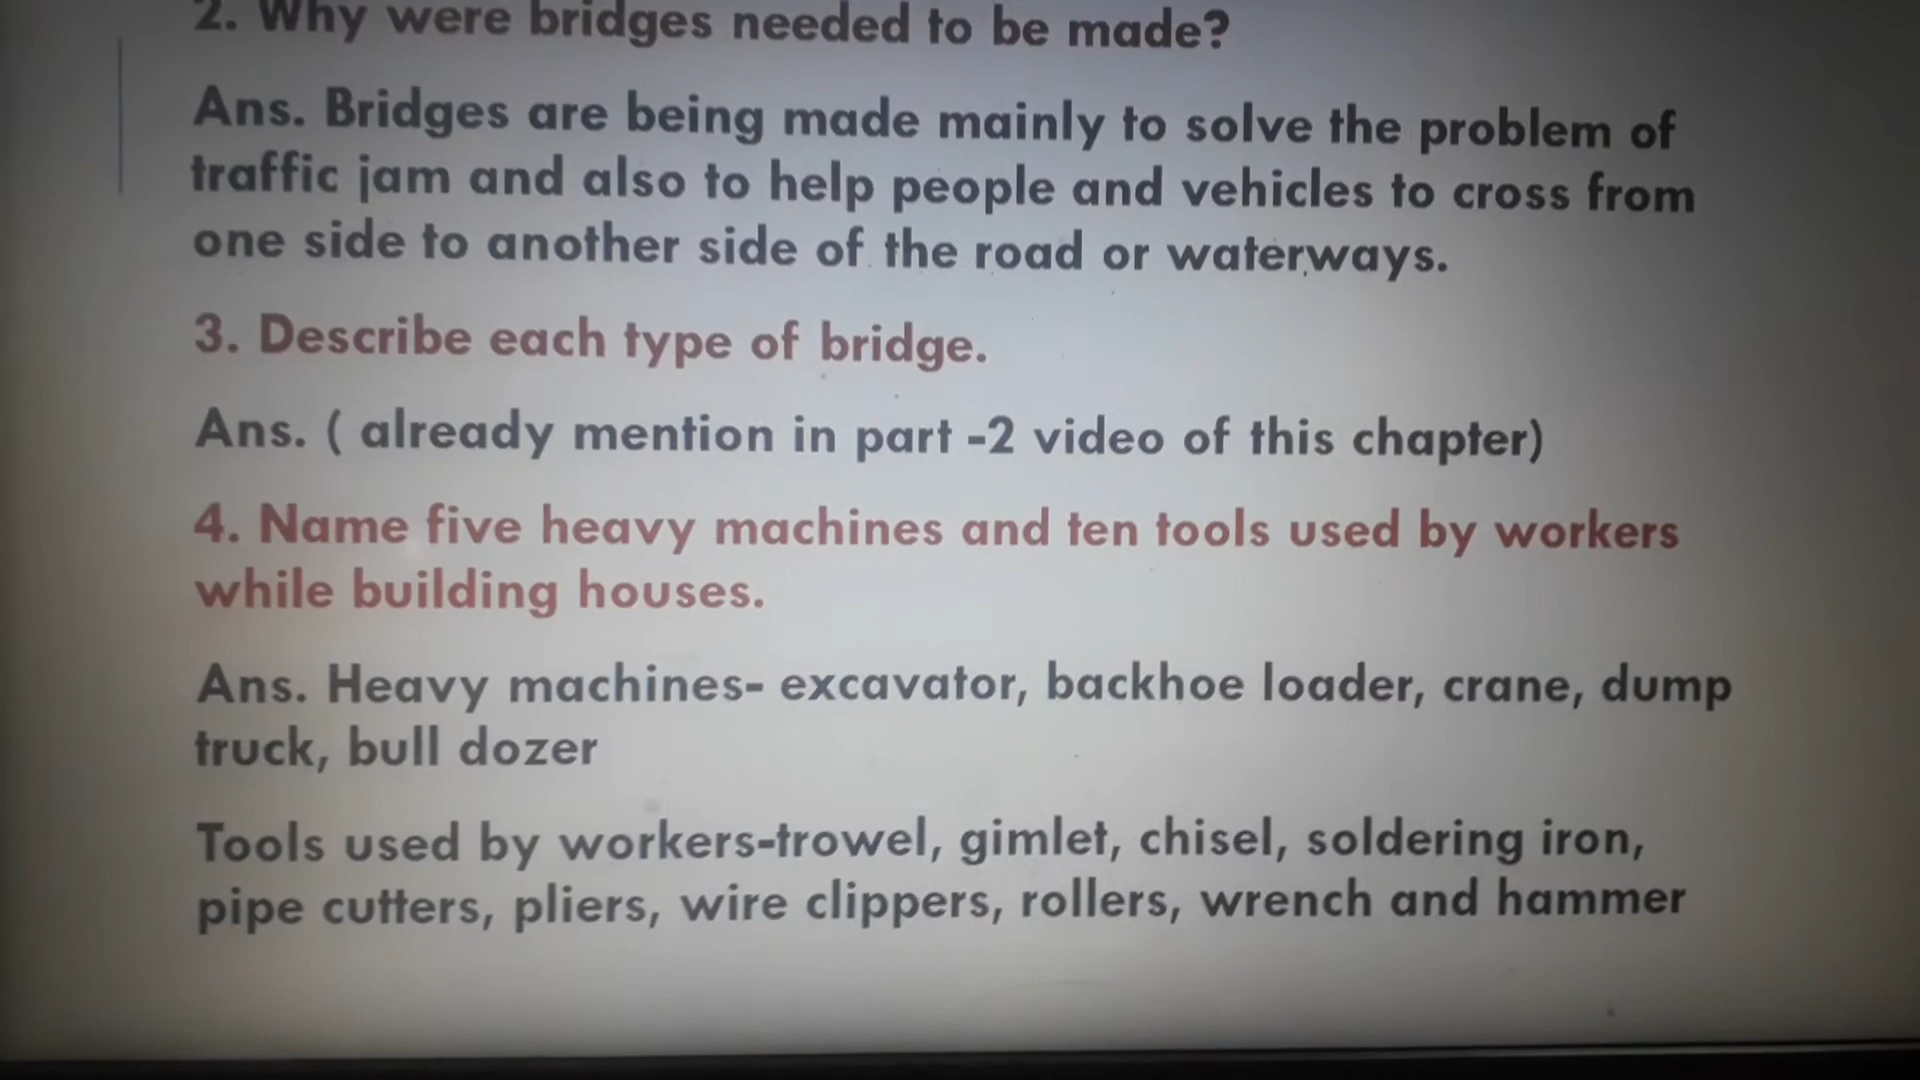 2. Why were bridges needed to be made?
Ans. Bridges are being made mainly to solve the problem of
traffic jam and also to help people and vehicles to cross from
one side to another side of the road or waterways.
3. Describe each type of bridge.
Ans. ( already mention in part -2 video of this chapter)
4. Name five heavy machines and ten tools used by workers
while building houses.
Ans. Heavy machines- excavator, backhoe loader, crane, dump
truck, bull dozer
Tools used by workers-trowel, gimlet, chisel, soldering iron,
pipe cutters, pliers, wire clippers, rollers, wrench and hammer